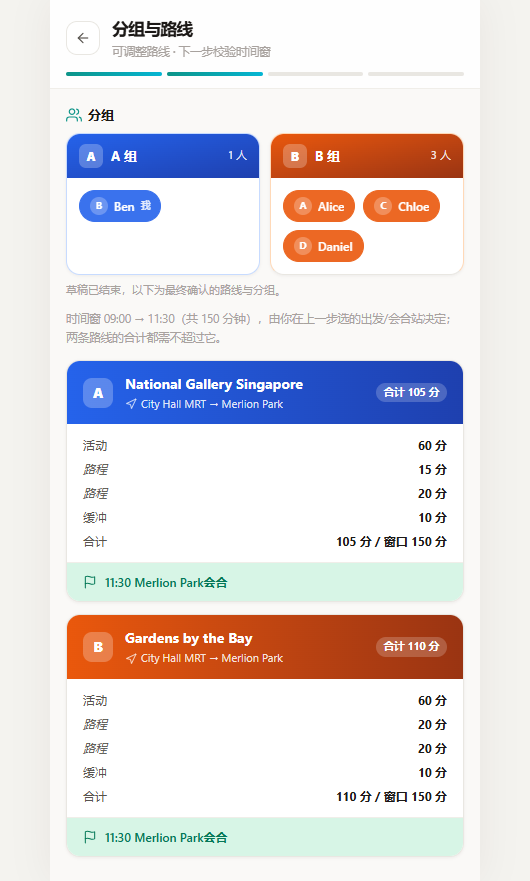 分组与路线
可调整路线 · 下一步校验时间窗
分组
A A 组 1 人
B Ben 我
B B 组 3 人
A Alice C Chloe
D Daniel
草稿已结束，以下为最终确认的路线与分组。
时间窗 09:00 → 11:30（共 150 分钟），由你在上一步选的出发/会合站决定；
两条路线的合计都需不超过它。
A National Gallery Singapore 合计 105 分
City Hall MRT → Merlion Park
活动 60 分
路程 15 分
路程 20 分
缓冲 10 分
合计 105 分 / 窗口 150 分
11:30 Merlion Park会合
B Gardens by the Bay 合计 110 分
City Hall MRT → Merlion Park
活动 60 分
路程 20 分
路程 20 分
缓冲 10 分
合计 110 分 / 窗口 150 分
11:30 Merlion Park会合